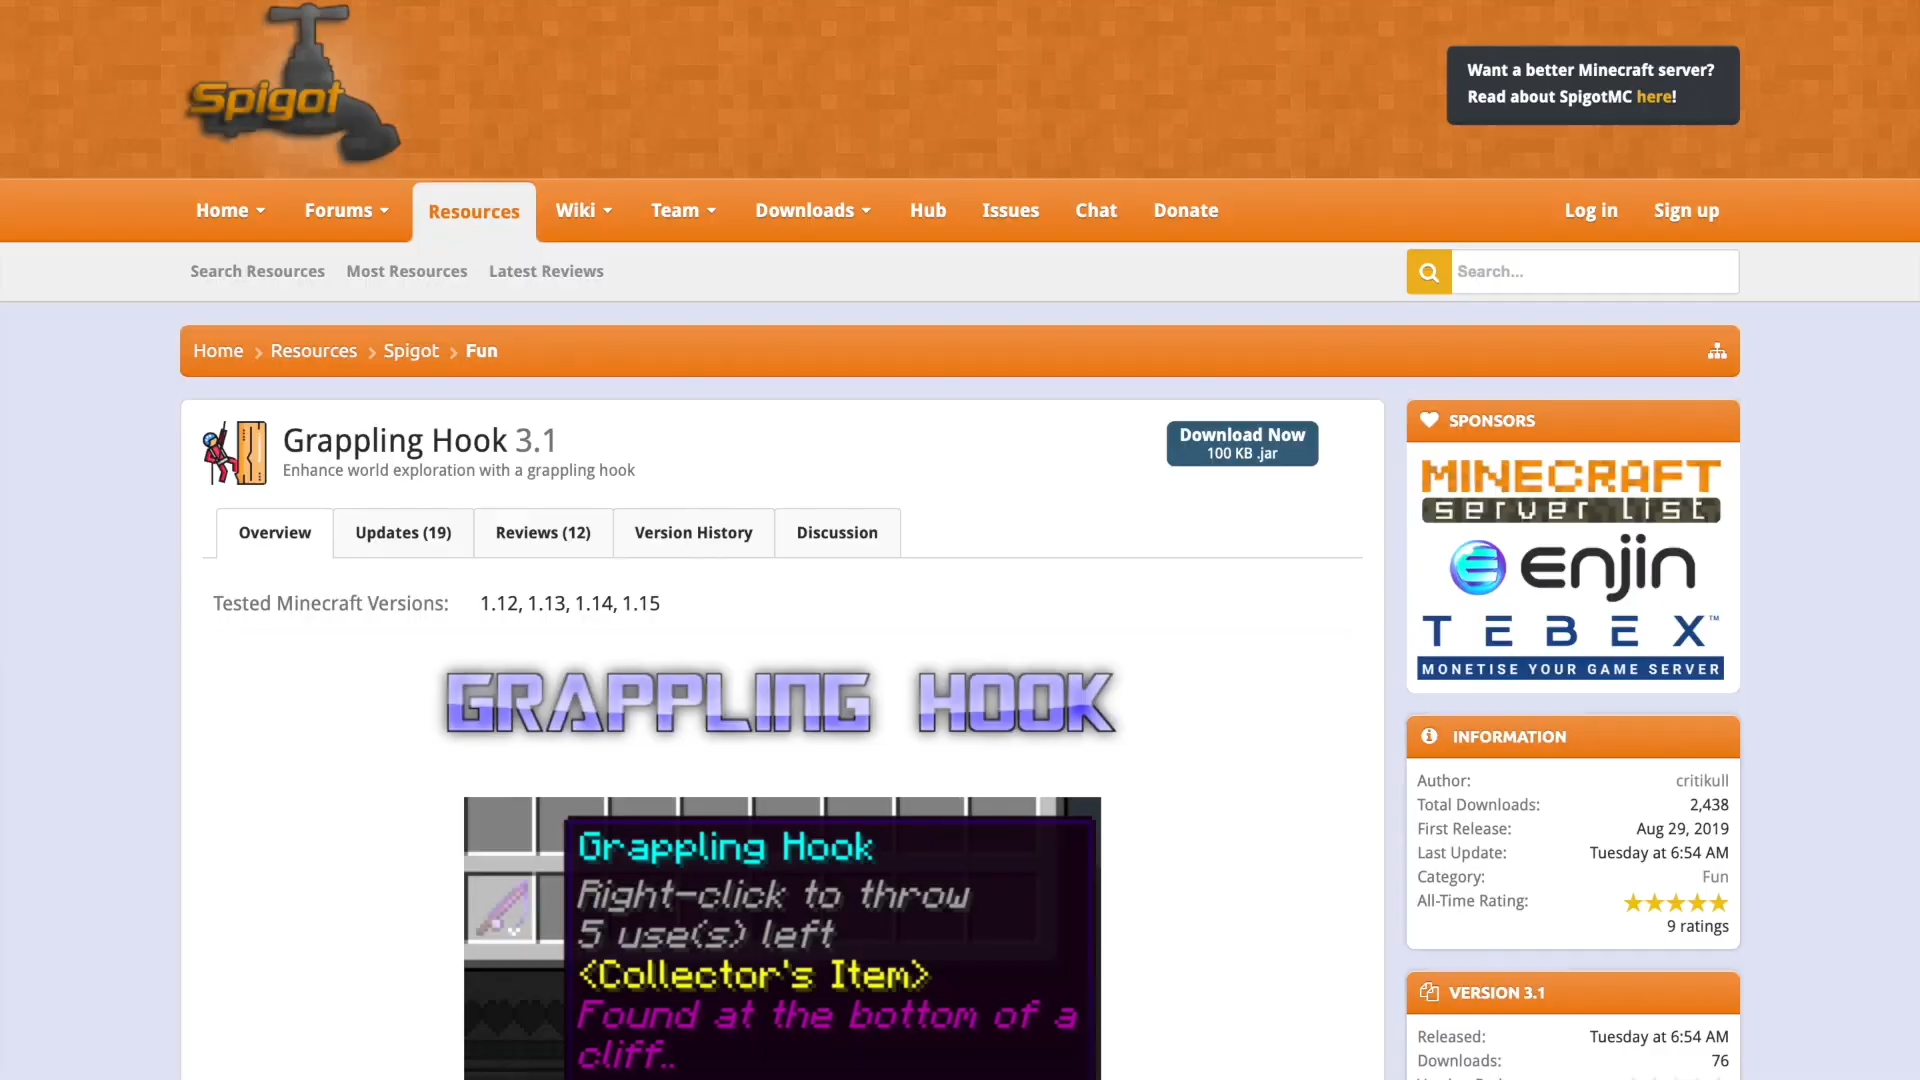 Spigot
Want a better Minecraft server?
Read about SpigotMC here!
Home
Forums
Resources
Wiki
Team
Downloads
Hub
Issues
Chat
Donate
Log in
Sign up
Search Resources
Most Resources
Latest Reviews
Search...
Home
Resources
Spigot
Fun
Grappling Hook 3.1
Enhance world exploration with a grappling hook
Download Now
100 KB .jar
Overview
Updates (19)
Reviews (12)
Version History
Discussion
Tested Minecraft Versions: 1.12, 1.13, 1.14, 1.15
GRAPPLING HOOK
Grappling Hook
Right-click to throw
5 use(s) left
<Collector's Item>
Found at the bottom of a
cliff..
SPONSORS
MINECRAFT
server list
enjin
TEBEX™
MONETISE YOUR GAME SERVER
INFORMATION
Author: critikull
Total Downloads: 2,438
First Release: Aug 29, 2019
Last Update: Tuesday at 6:54 AM
Category: Fun
All-Time Rating:
9 ratings
VERSION 3.1
Released: Tuesday at 6:54 AM
Downloads: 76